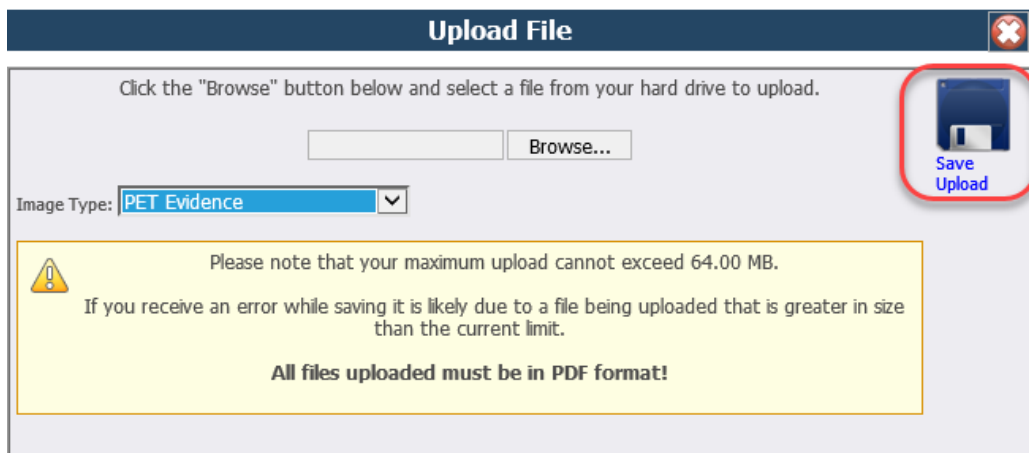 Upload File
Click the "Browse" button below and select a file from your hard drive to upload.
Browse...
Save
Upload
Image Type: PET Evidence
Please note that your maximum upload cannot exceed 64.00 MB.
If you receive an error while saving it is likely due to a file being uploaded that is greater in size
than the current limit.
All files uploaded must be in PDF format!